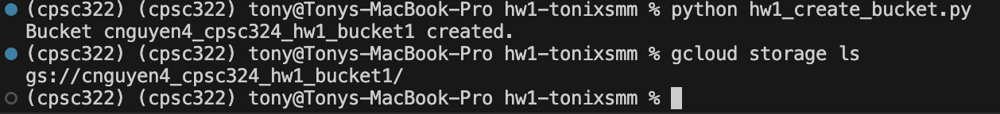 (cpsc322) (cpsc322) tony@Tonys-MacBook-Pro hw1-tonixsmm % python hw1_create_bucket.py
Bucket cnguyen4_cpsc324_hw1_bucket1 created.
(cpsc322) (cpsc322) tony@Tonys-MacBook-Pro hw1-tonixsmm % gcloud storage ls
gs://cnguyen4_cpsc324_hw1_bucket1/
(cpsc322) (cpsc322) tony@Tonys-MacBook-Pro hw1-tonixsmm %